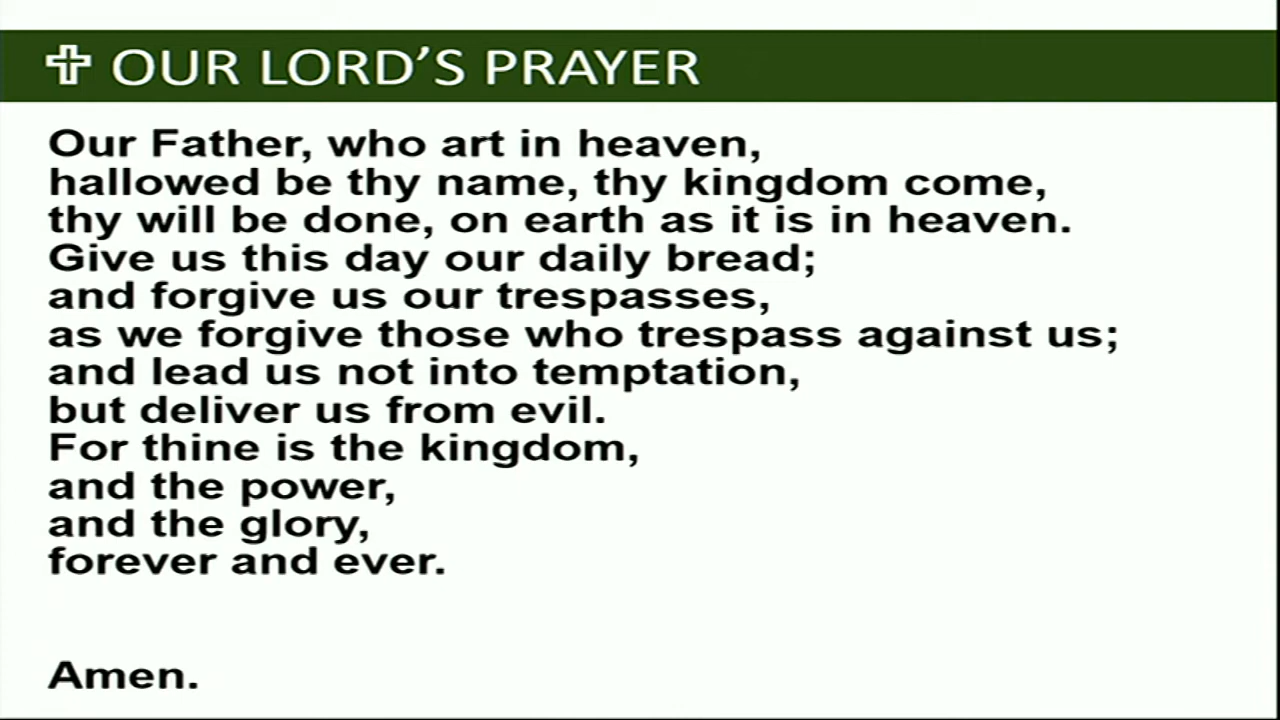 ✞ OUR LORD’S PRAYER
Our Father, who art in heaven,
hallowed be thy name, thy kingdom come,
thy will be done, on earth as it is in heaven.
Give us this day our daily bread;
and forgive us our trespasses,
as we forgive those who trespass against us;
and lead us not into temptation,
but deliver us from evil.
For thine is the kingdom,
and the power,
and the glory,
forever and ever.
Amen.